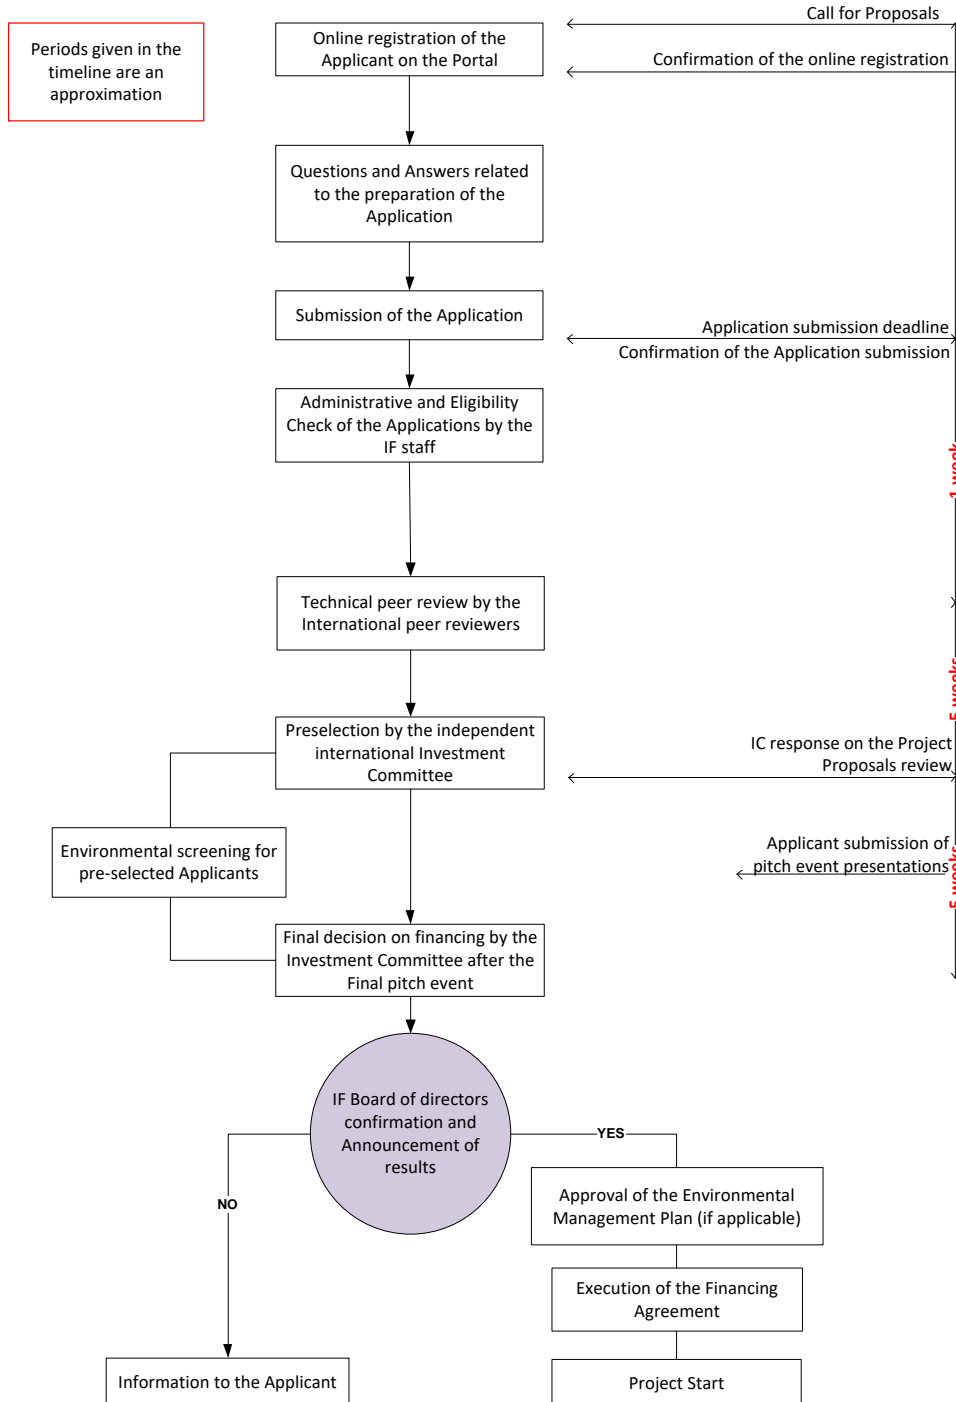 Call for Proposals
Periods given in the
timeline are an
approximation
Online registration of the
Applicant on the Portal
Confirmation of the online registration
Questions and Answers related
to the preparation of the
Application
Submission of the Application
Application submission deadline
Confirmation of the Application submission
Administrative and Eligibility
Check of the Applications by the
IF staff
1 week
Technical peer review by the
International peer reviewers
5 weeks
Preselection by the independent
international Investment
Committee
IC response on the Project
Proposals review
Environmental screening for
pre-selected Applicants
Applicant submission of
pitch event presentations
5 weeks
Final decision on financing by the
Investment Committee after the
Final pitch event
IF Board of directors
confirmation and
Announcement of
results
YES
NO
Approval of the Environmental
Management Plan (if applicable)
Execution of the Financing
Agreement
Information to the Applicant
Project Start